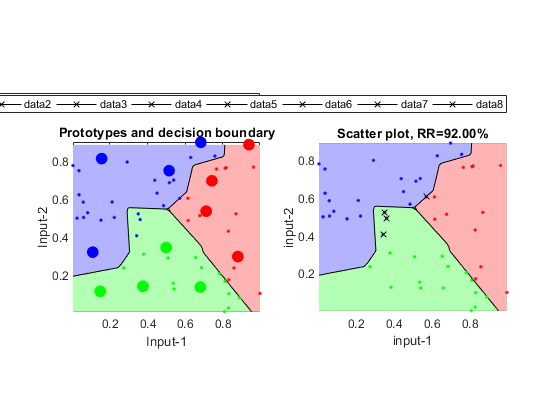 data2 data3 data4 data5 data6 data7 data8
Prototypes and decision boundary
0.8
0.6
0.4
0.2
Input-2
0.2 0.4 0.6 0.8
Input-1
Scatter plot, RR=92.00%
0.8
0.6
0.4
0.2
input-2
0.2 0.4 0.6 0.8
input-1